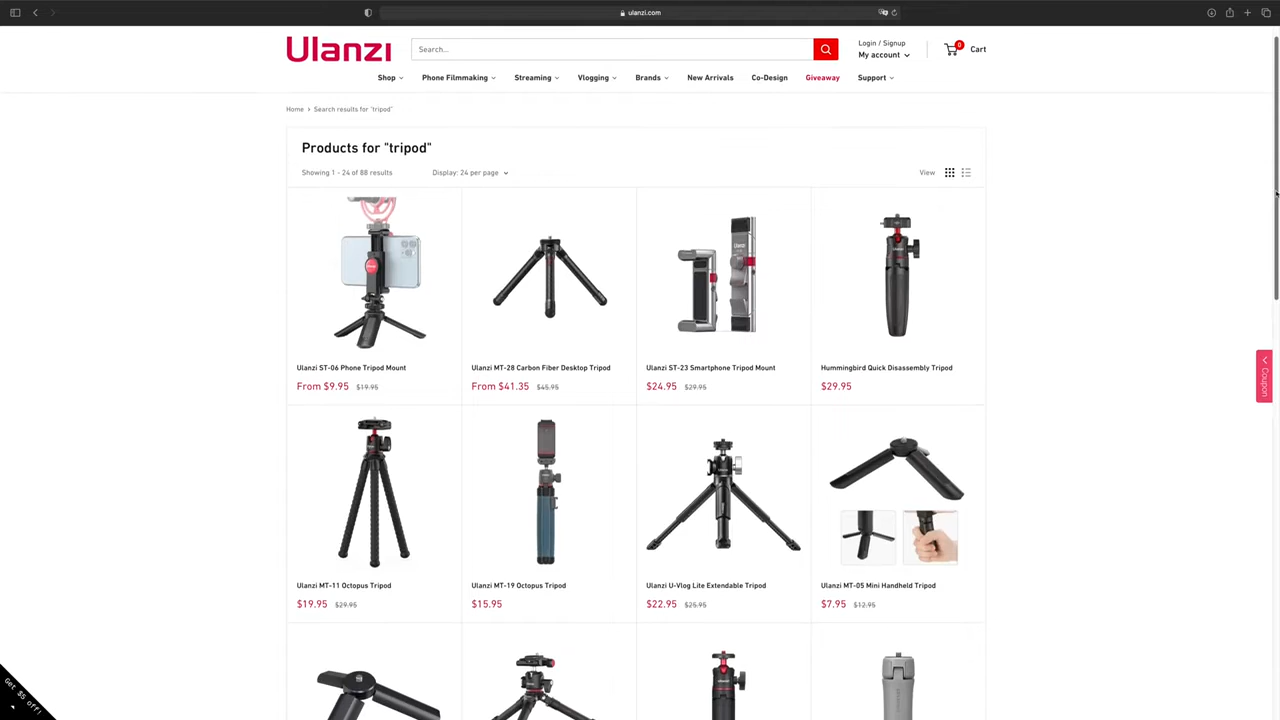 ulanzi.com
Ulanzi
Search...
Login / Signup
My account
0
Cart
Shop
Phone Filmmaking
Streaming
Vlogging
Brands
New Arrivals
Co-Design
Giveaway
Support
Home
Search results for "tripod"
Products for "tripod"
Showing 1 - 24 of 88 results
Display: 24 per page
View
Ulanzi ST-06 Phone Tripod Mount
From $9.95 $19.95
Ulanzi MT-28 Carbon Fiber Desktop Tripod
From $41.35 $45.95
Ulanzi ST-23 Smartphone Tripod Mount
$24.95 $29.95
Hummingbird Quick Disassembly Tripod
$29.95
Coupon
Ulanzi MT-11 Octopus Tripod
$19.95 $29.95
Ulanzi MT-19 Octopus Tripod
$15.95
Ulanzi U-Vlog Lite Extendable Tripod
$22.95 $25.95
Ulanzi MT-05 Mini Handheld Tripod
$7.95 $12.95
Get $5 off!